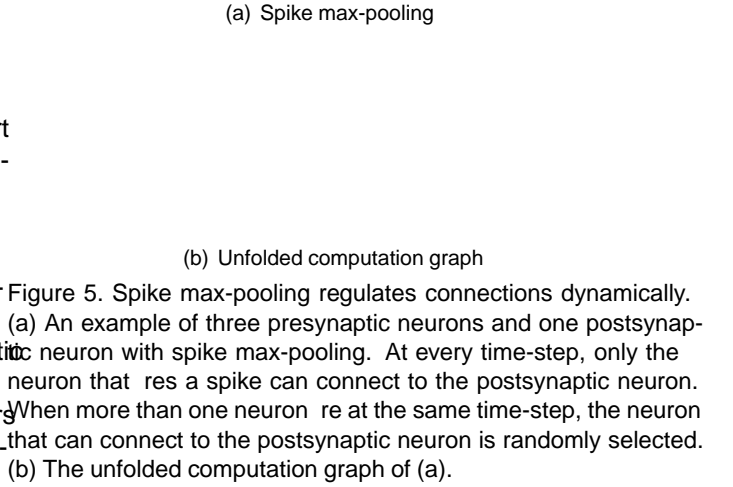 (a) Spike max-pooling
t
-
(b) Unfolded computation graph
Figure 5. Spike max-pooling regulates connections dynamically.
(a) An example of three presynaptic neurons and one postsynap-
tic neuron with spike max-pooling. At every time-step, only the
neuron that res a spike can connect to the postsynaptic neuron.
When more than one neuron re at the same time-step, the neuron
that can connect to the postsynaptic neuron is randomly selected.
(b) The unfolded computation graph of (a).